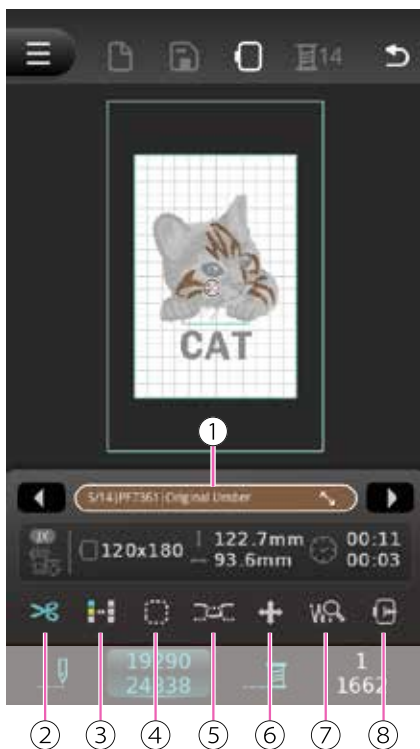 14
CAT
①
5/14|PF7361|Original Umber
120x180
122.7mm
93.6mm
00:11
00:03
19290
24838
1
1662
② ③ ④ ⑤ ⑥ ⑦ ⑧